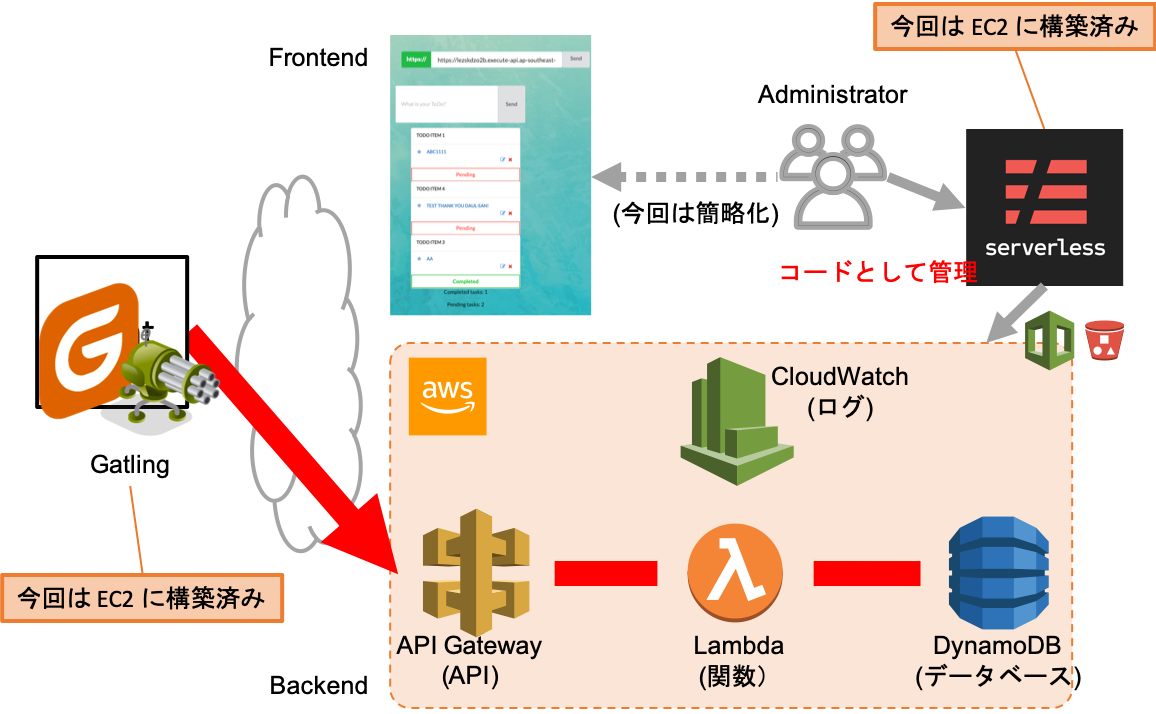 今回は EC2 に構築済み
Frontend
https://
https://lezskdzo2b.execute-api.ap-southeast-
Send
What is your ToDo?
Send
TODO ITEM 1
ABC1111
Pending
TODO ITEM 4
TEST THANK YOU DAUL-SAN!
Pending
TODO ITEM 3
AA
Completed
Completed tasks: 1
Pending tasks: 2
Administrator
(今回は簡略化)
serverless
コードとして管理
aws
CloudWatch
(ログ)
G
Gatling
今回は EC2 に構築済み
API Gateway
(API)
Lambda
(関数）
DynamoDB
(データベース)
Backend